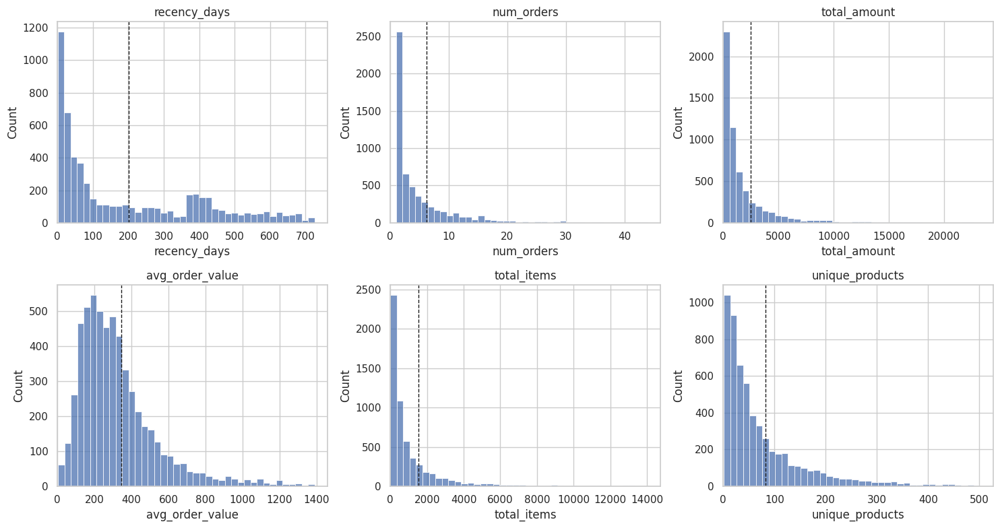 recency_days
1200
1000
800
600
400
200
0
Count
0 100 200 300 400 500 600 700
recency_days
num_orders
2500
2000
1500
1000
500
0
Count
0 10 20 30 40
num_orders
total_amount
2000
1500
1000
500
0
Count
0 5000 10000 15000 20000
total_amount
avg_order_value
500
400
300
200
100
0
Count
0 200 400 600 800 1000 1200 1400
avg_order_value
total_items
2500
2000
1500
1000
500
0
Count
0 2000 4000 6000 8000 10000 12000 14000
total_items
unique_products
1000
800
600
400
200
0
Count
0 100 200 300 400 500
unique_products